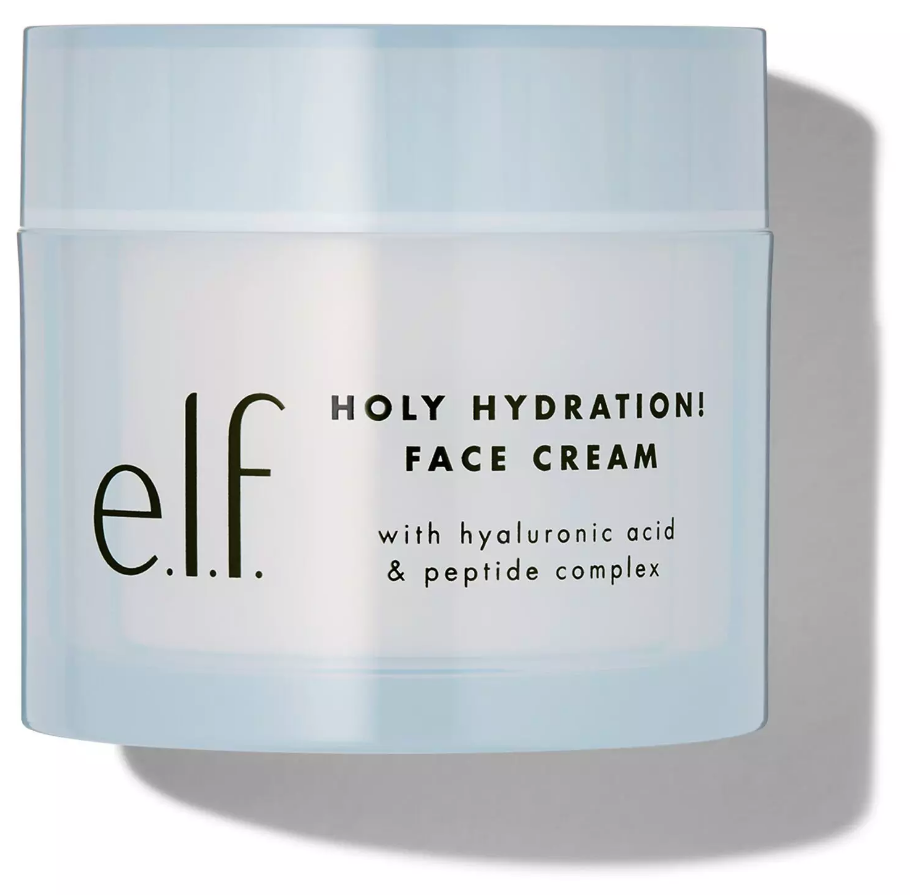 e.l.f.
HOLY HYDRATION!
FACE CREAM
with hyaluronic acid
& peptide complex